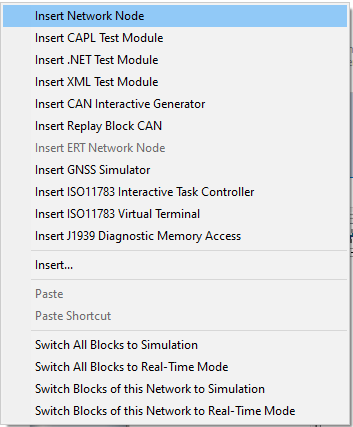 Insert Network Node
Insert CAPL Test Module
Insert .NET Test Module
Insert XML Test Module
Insert CAN Interactive Generator
Insert Replay Block CAN
Insert ERT Network Node
Insert GNSS Simulator
Insert ISO11783 Interactive Task Controller
Insert ISO11783 Virtual Terminal
Insert J1939 Diagnostic Memory Access
Insert...
Paste
Paste Shortcut
Switch All Blocks to Simulation
Switch All Blocks to Real-Time Mode
Switch Blocks of this Network to Simulation
Switch Blocks of this Network to Real-Time Mode